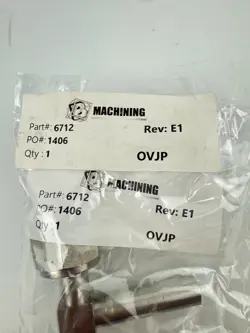 MACHINING
Part#: 6712 Rev: E1
PO#: 1406
Qty : 1 OVJP
MACHINING
Part#: 6712 Rev: E1
PO#: 1406
Qty : 1 OVJP